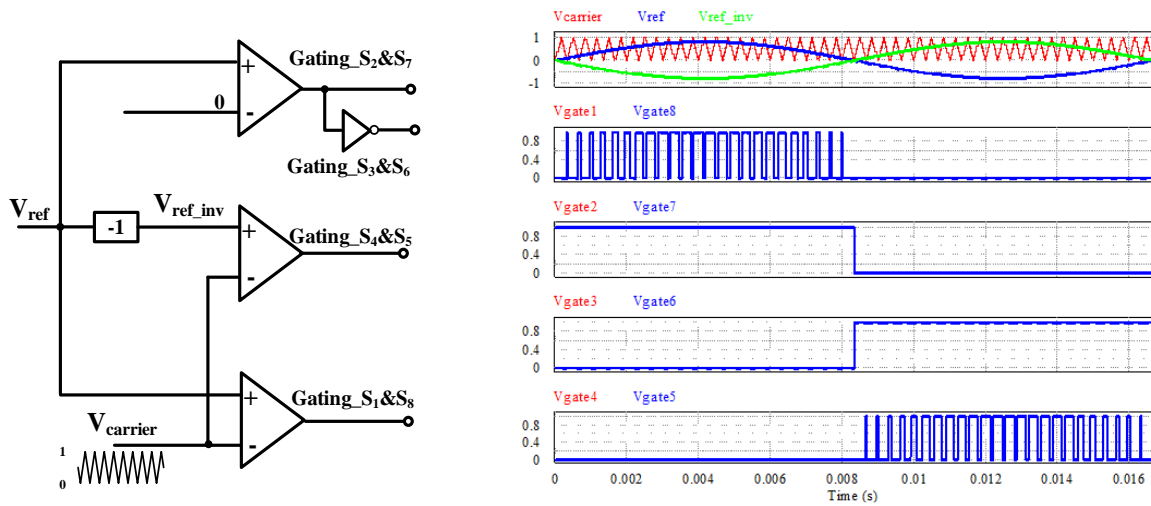 Gating_S2&S7
+
0
-
Gating_S3&S6
Vref
-1
Vref_inv
+
Gating_S4&S5
-
Gating_S1&S8
+
Vcarrier
-
1
0
Vcarrier Vref Vref_inv
1
0
-1
Vgate1 Vgate8
0.8
0.4
0
Vgate2 Vgate7
0.8
0.4
0
Vgate3 Vgate6
0.8
0.4
0
Vgate4 Vgate5
0.8
0.4
0
0 0.002 0.004 0.006 0.008 0.01 0.012 0.014 0.016
Time (s)